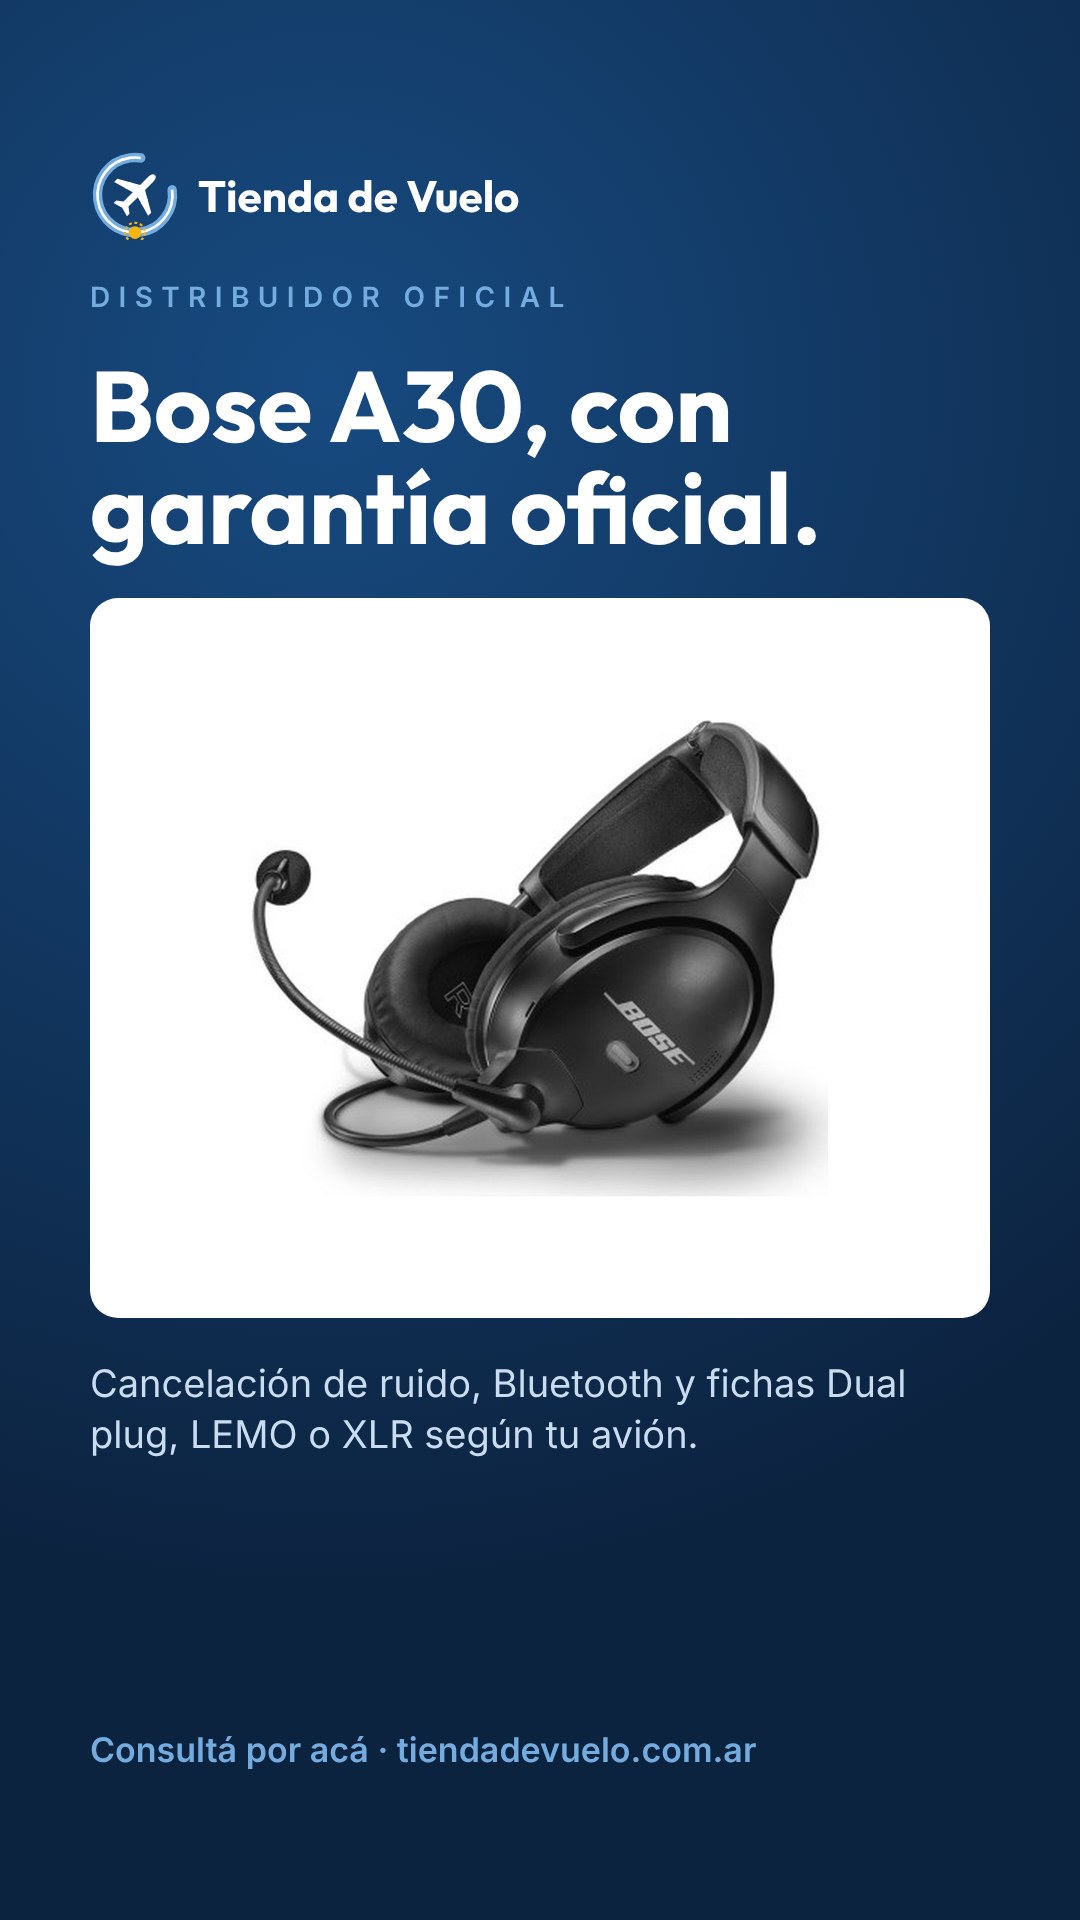 Tienda de Vuelo
DISTRIBUIDOR OFICIAL
Bose A30, con
garantía oficial.
R
BOSE
Cancelación de ruido, Bluetooth y fichas Dual
plug, LEMO o XLR según tu avión.
Consultá por acá · tiendadevuelo.com.ar